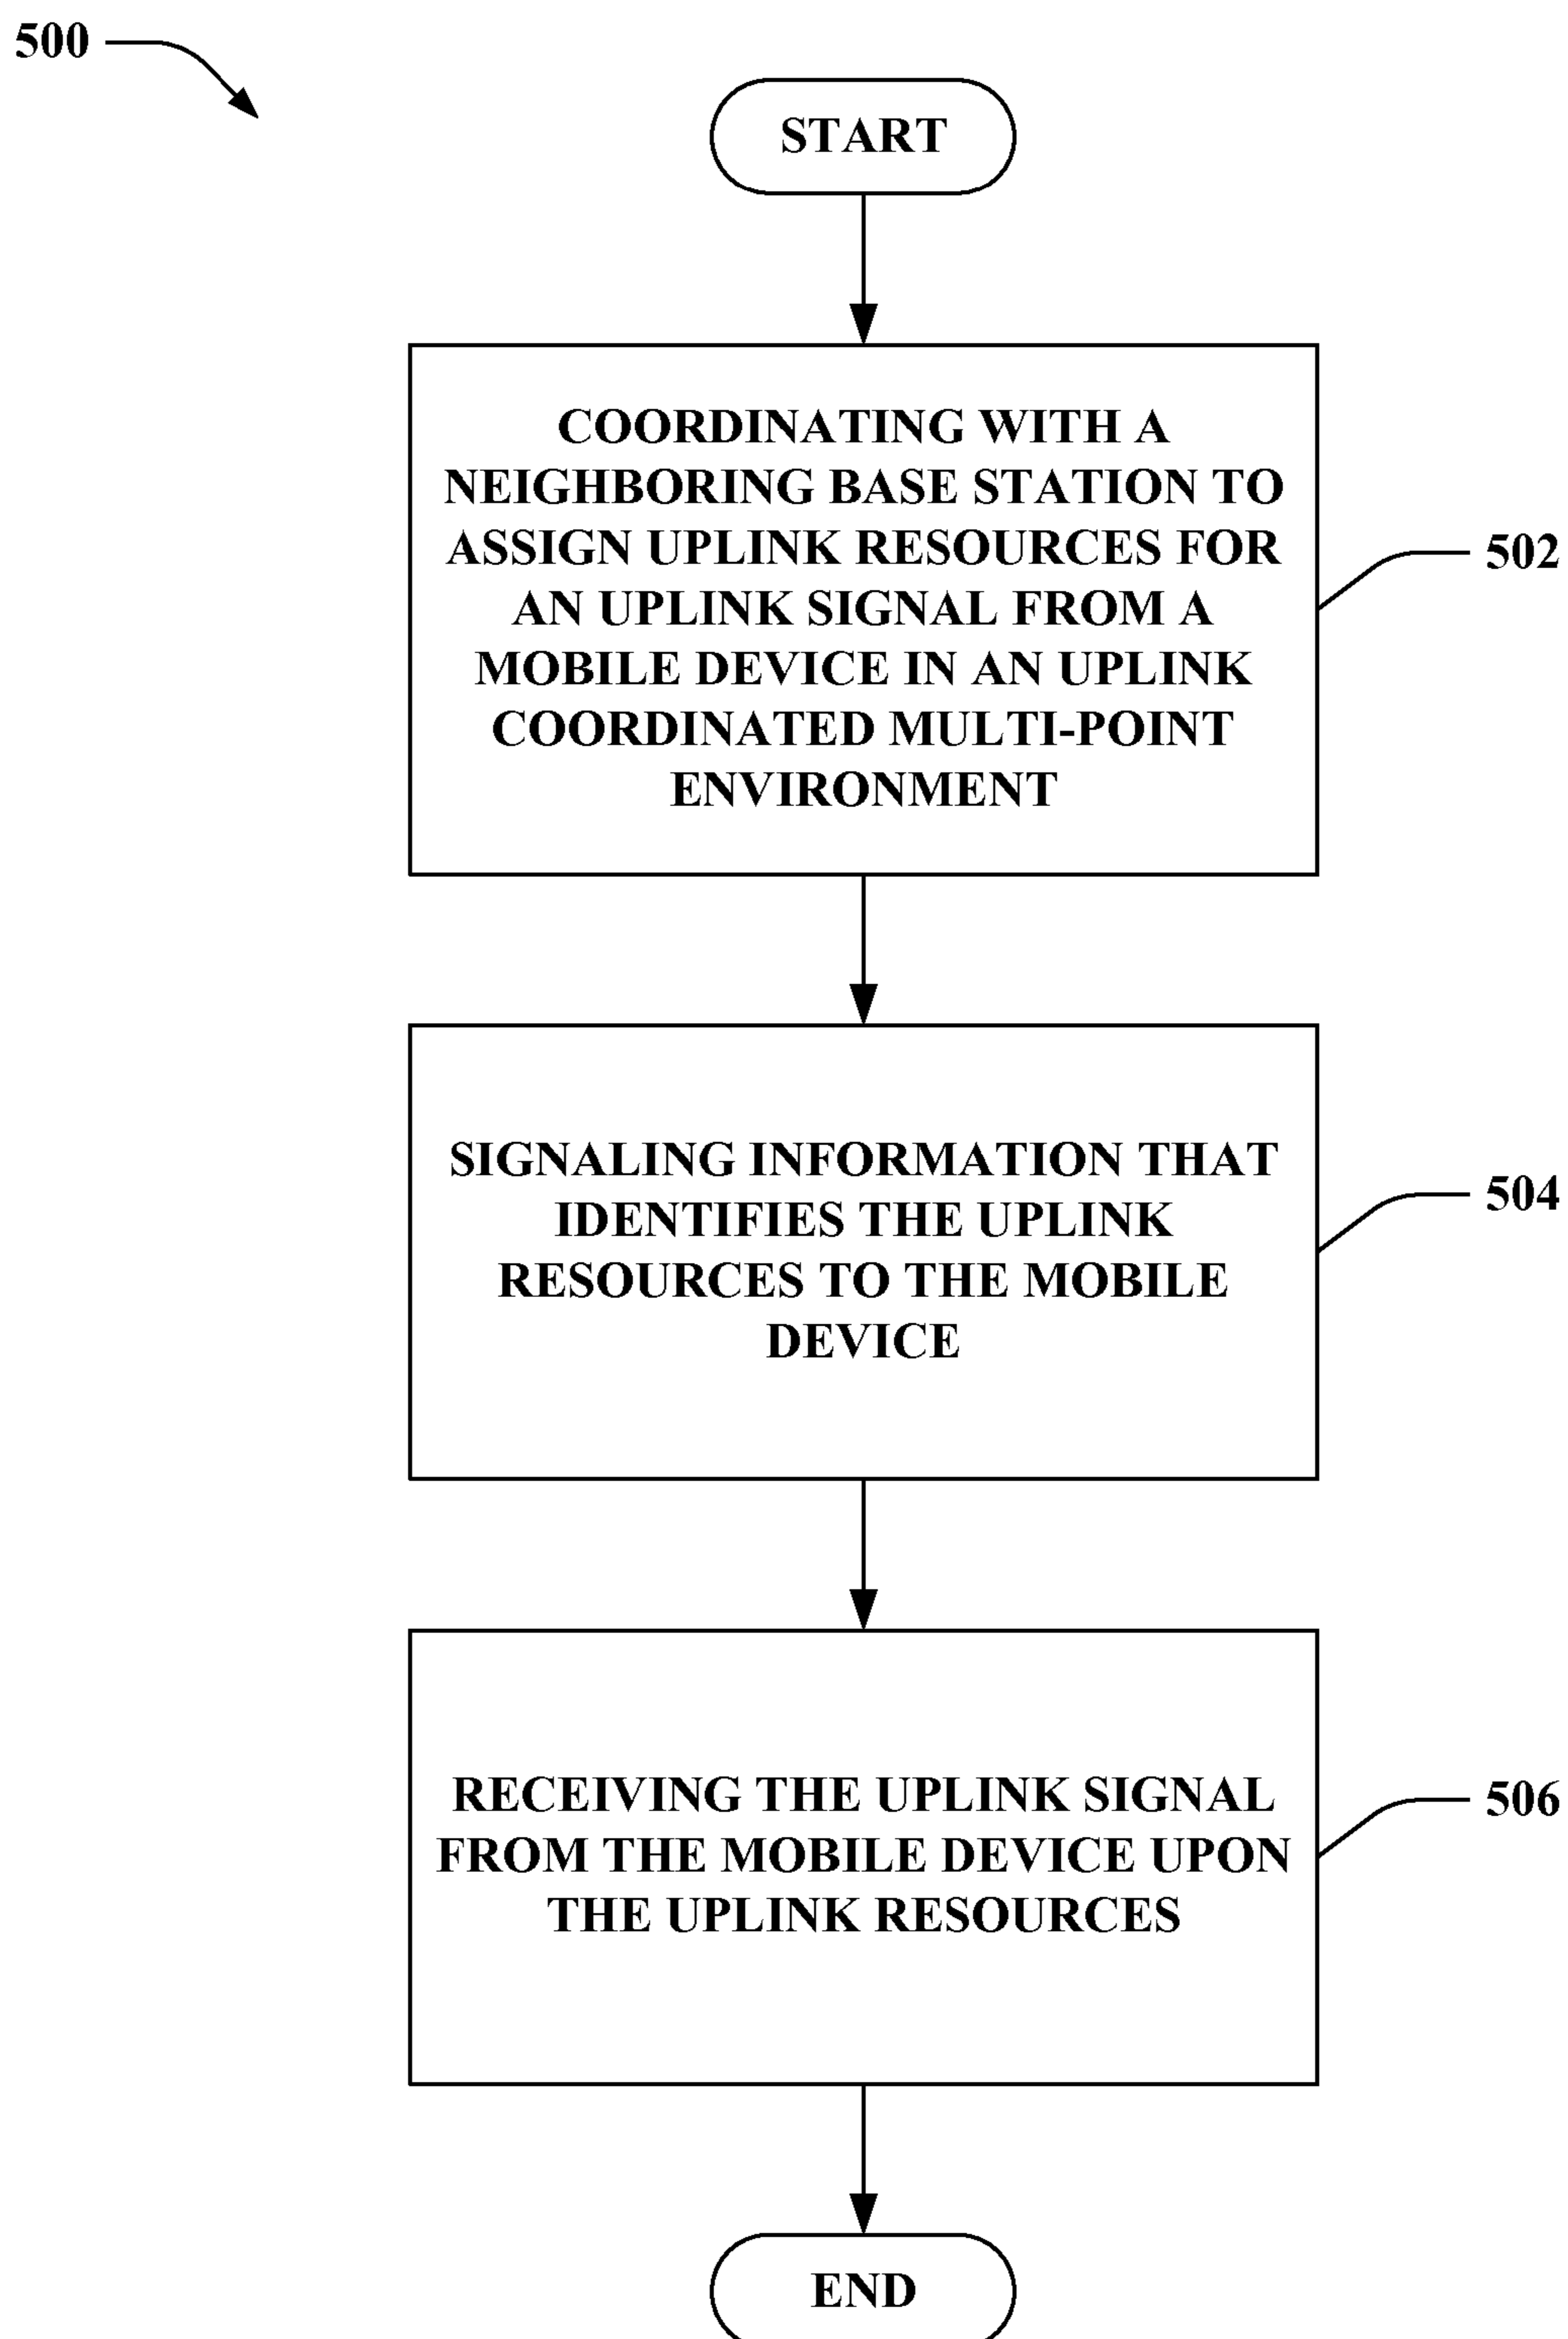 500
START
COORDINATING WITH A
NEIGHBORING BASE STATION TO
ASSIGN UPLINK RESOURCES FOR
AN UPLINK SIGNAL FROM A
MOBILE DEVICE IN AN UPLINK
COORDINATED MULTI-POINT
ENVIRONMENT
502
SIGNALING INFORMATION THAT
IDENTIFIES THE UPLINK
RESOURCES TO THE MOBILE
DEVICE
504
RECEIVING THE UPLINK SIGNAL
FROM THE MOBILE DEVICE UPON
THE UPLINK RESOURCES
506
END